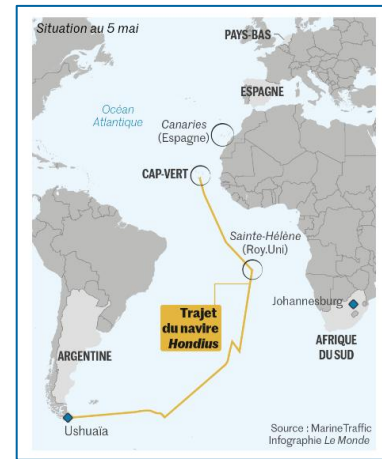 Situation au 5 mai
PAYS-BAS
ESPAGNE
Océan
Atlantique
Canaries
(Espagne)
CAP-VERT
Sainte-Hélène
(Roy.Uni)
Johannesburg
Trajet
du navire
Hondius
AFRIQUE
DU SUD
ARGENTINE
Ushuaïa
Source : MarineTraffic
Infographie Le Monde